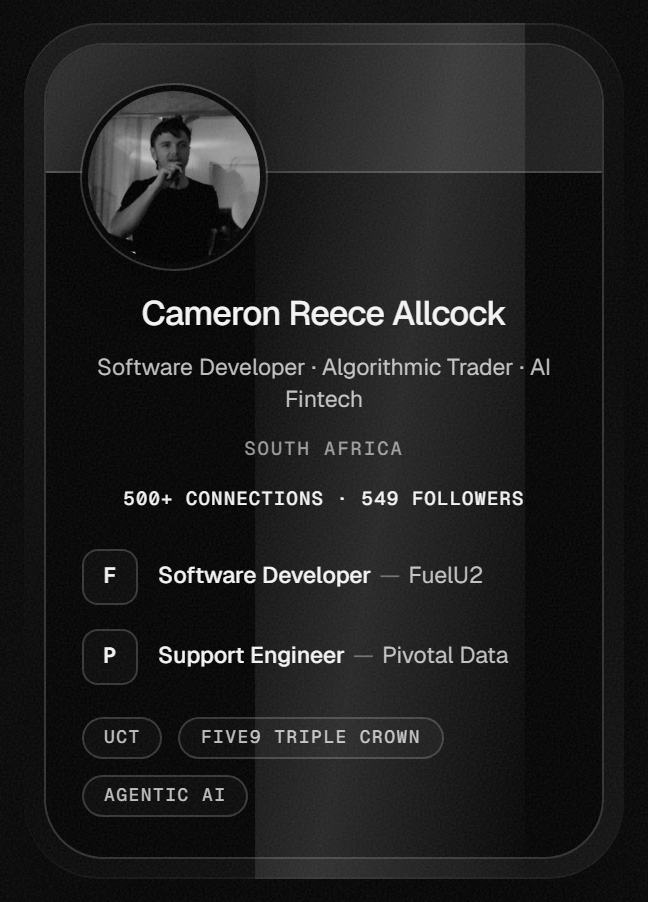 Cameron Reece Allcock
Software Developer · Algorithmic Trader · AI
Fintech
SOUTH AFRICA
500+ CONNECTIONS · 549 FOLLOWERS
F Software Developer — FuelU2
P Support Engineer — Pivotal Data
UCT FIVE9 TRIPLE CROWN
AGENTIC AI